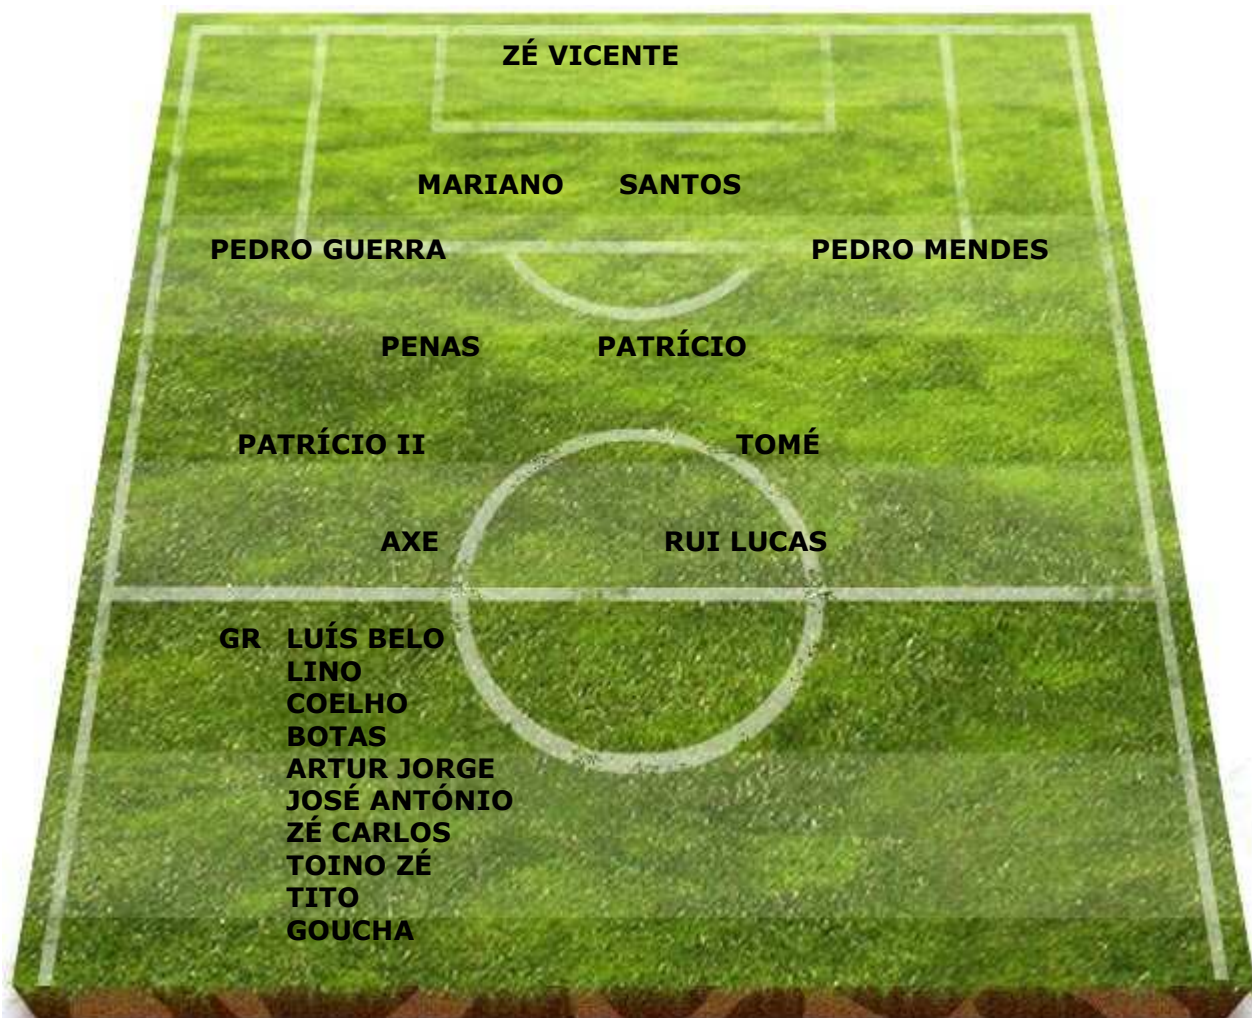 ZÉ VICENTE
MARIANO SANTOS
PEDRO GUERRA PEDRO MENDES
PENAS PATRÍCIO
PATRÍCIO II TOMÉ
AXE RUI LUCAS
GR LUÍS BELO
LINO
COELHO
BOTAS
ARTUR JORGE
JOSÉ ANTÓNIO
ZÉ CARLOS
TOINO ZÉ
TITO
GOUCHA